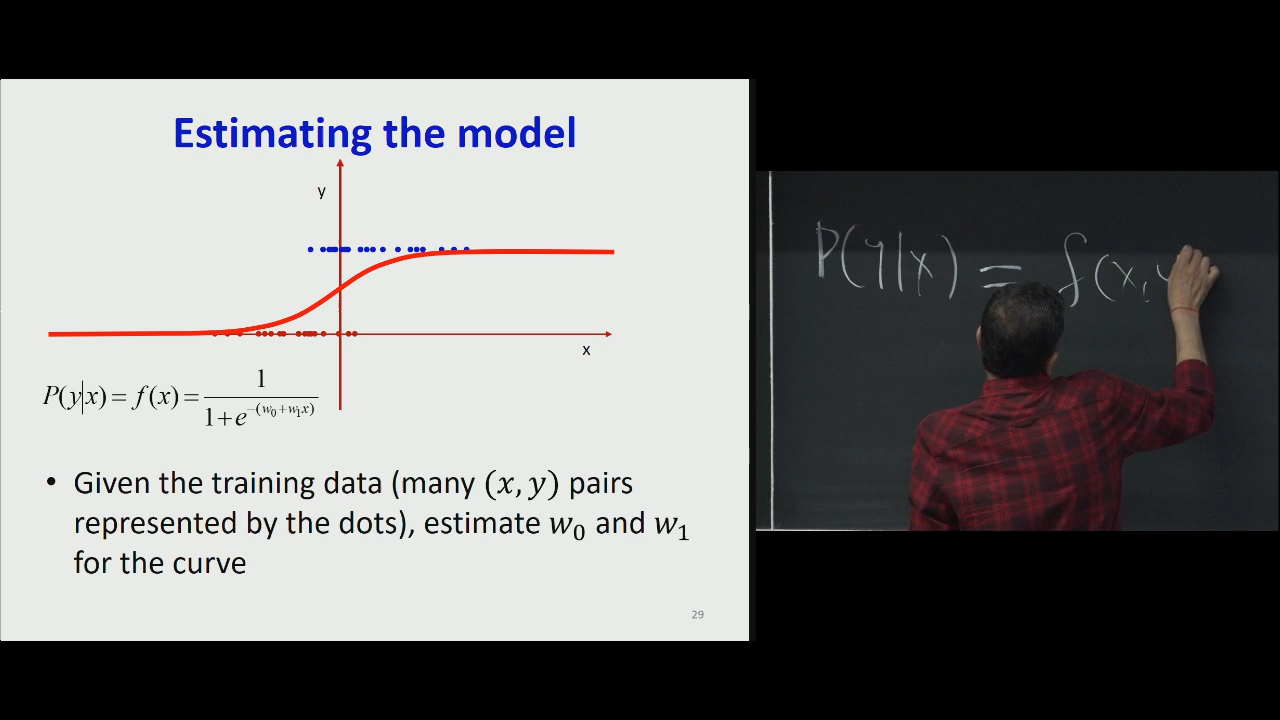 Estimating the model
y
x
P(y|x) = f(x) = 1 / (1 + e^{-(w₀+w₁x)})
• Given the training data (many (x, y) pairs
represented by the dots), estimate w₀ and w₁
for the curve
29
P(y|x) = f(x,